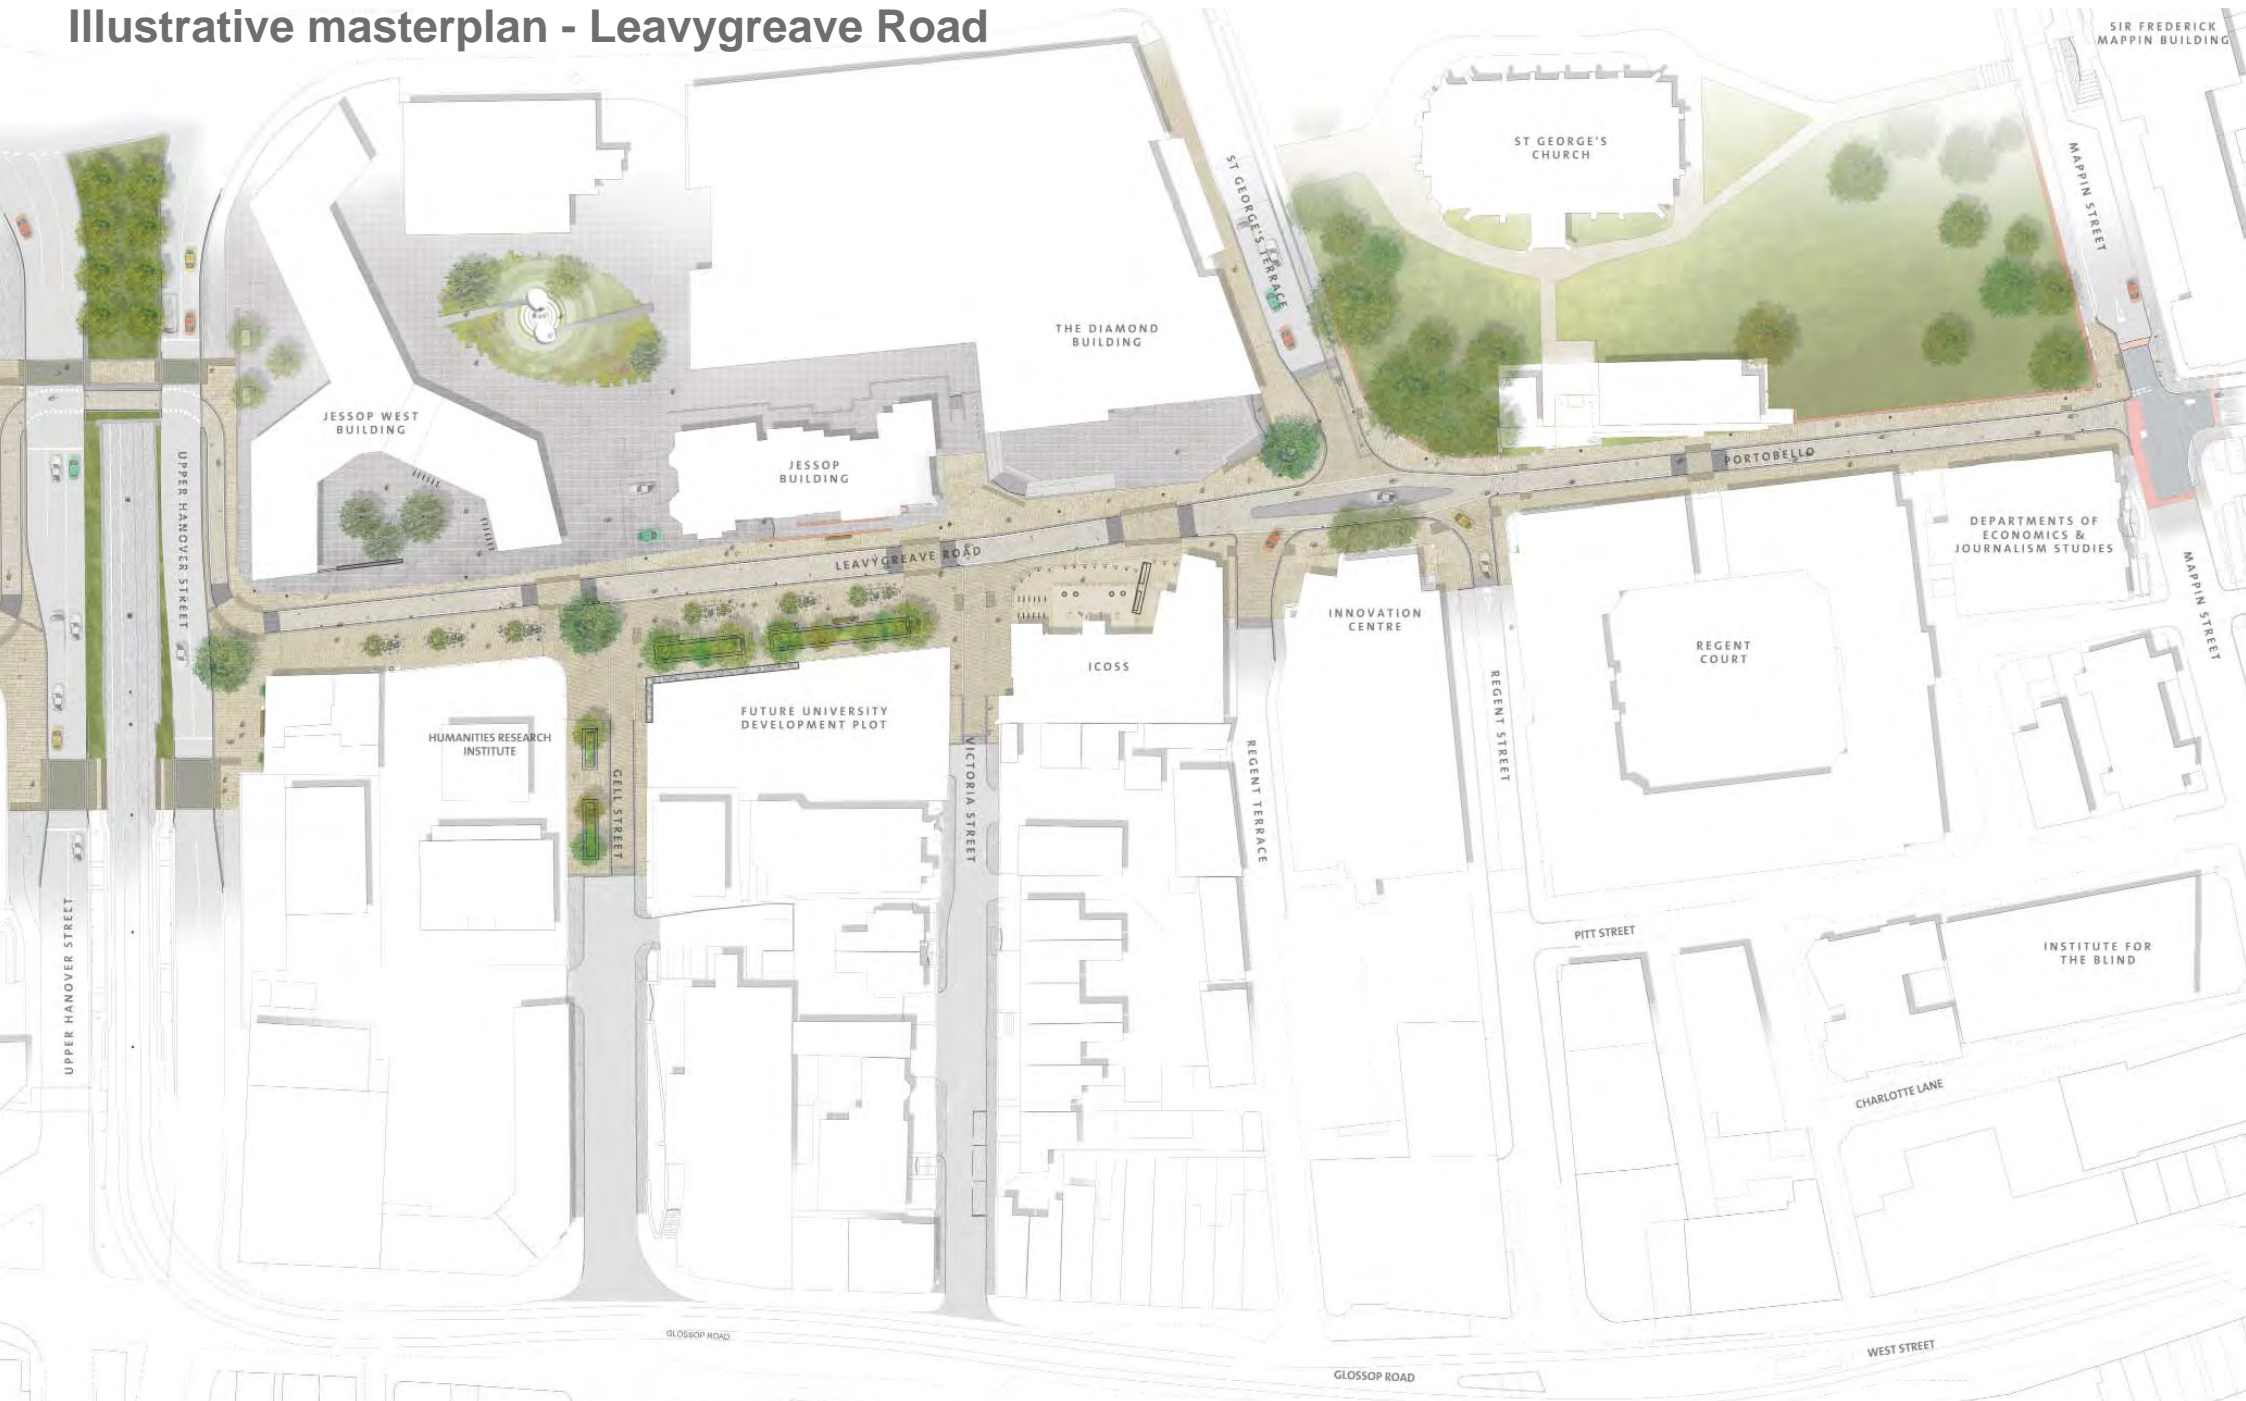 Illustrative masterplan - Leavygreave Road
SIR FREDERICK
MAPPIN BUILDING
ST GEORGE'S
CHURCH
MAPPIN STREET
ST GEORGE'S TERRACE
THE DIAMOND
BUILDING
JESSOP WEST
BUILDING
UPPER HANOVER STREET
JESSOP
BUILDING
PORTOBELLO
LEAVYGREAVE ROAD
DEPARTMENTS OF
ECONOMICS &
JOURNALISM STUDIES
MAPPIN STREET
INNOVATION
CENTRE
REGENT
COURT
ICOSS
REGENT STREET
FUTURE UNIVERSITY
DEVELOPMENT PLOT
HUMANITIES RESEARCH
INSTITUTE
GELL STREET
VICTORIA STREET
REGENT TERRACE
UPPER HANOVER STREET
PITT STREET
INSTITUTE FOR
THE BLIND
CHARLOTTE LANE
GLOSSOP ROAD
WEST STREET
GLOSSOP ROAD